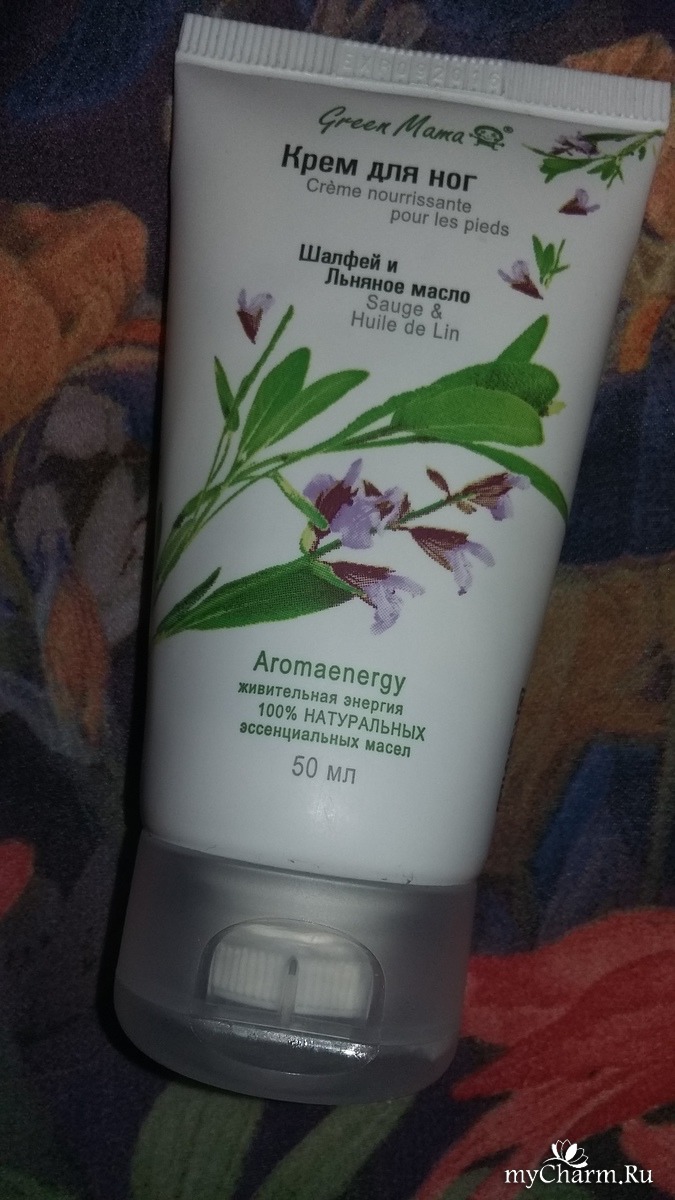 Green Mama®
Крем для ног
Crème nourrissante
pour les pieds
Шалфей и
Льняное масло
Sauge &
Huile de Lin
Aromaenergy
живительная энергия
100% НАТУРАЛЬНЫХ
эссенциальных масел
50 мл
myCharm.Ru